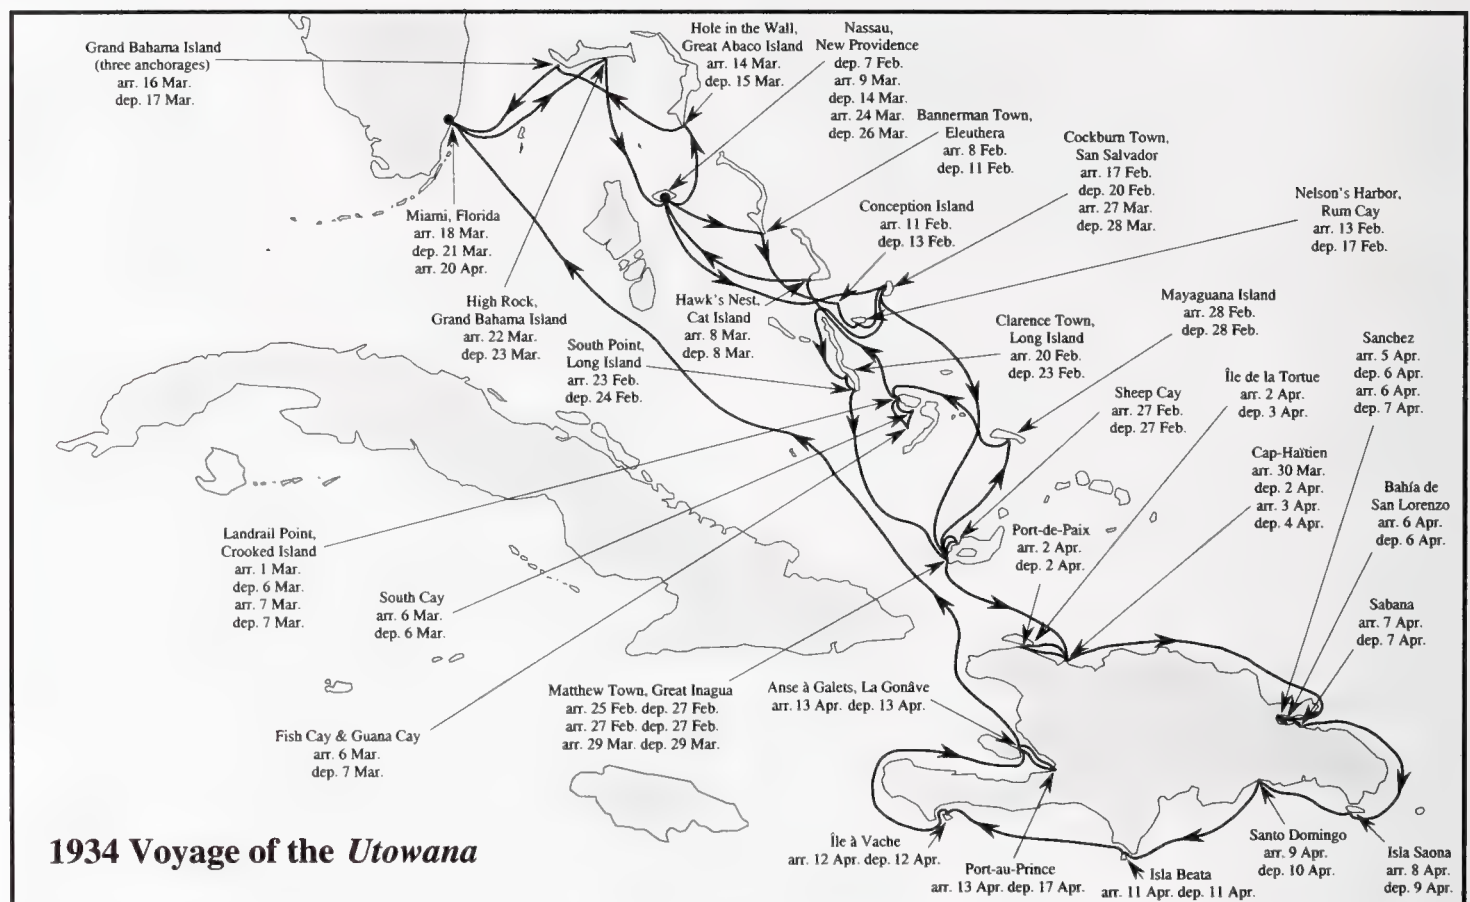 Grand Bahama Island
(three anchorages)
arr. 16 Mar.
dep. 17 Mar.
Hole in the Wall,
Great Abaco Island
arr. 14 Mar.
dep. 15 Mar.
Nassau,
New Providence
dep. 7 Feb.
arr. 9 Mar.
dep. 14 Mar.
arr. 24 Mar.
dep. 26 Mar.
Bannerman Town,
Eleuthera
arr. 8 Feb.
dep. 11 Feb.
Cockburn Town,
San Salvador
arr. 17 Feb.
dep. 20 Feb.
arr. 27 Mar.
dep. 28 Mar.
Nelson's Harbor,
Rum Cay
arr. 13 Feb.
dep. 17 Feb.
Conception Island
arr. 11 Feb.
dep. 13 Feb.
Miami, Florida
arr. 18 Mar.
dep. 21 Mar.
arr. 20 Apr.
High Rock,
Grand Bahama Island
arr. 22 Mar.
dep. 23 Mar.
Hawk's Nest,
Cat Island
arr. 8 Mar.
dep. 8 Mar.
South Point,
Long Island
arr. 23 Feb.
dep. 24 Feb.
Clarence Town,
Long Island
arr. 20 Feb.
dep. 23 Feb.
Mayaguana Island
arr. 28 Feb.
dep. 28 Feb.
Sheep Cay
arr. 27 Feb.
dep. 27 Feb.
Île de la Tortue
arr. 2 Apr.
dep. 3 Apr.
Sanchez
arr. 5 Apr.
dep. 6 Apr.
arr. 6 Apr.
dep. 7 Apr.
Cap-Haïtien
arr. 30 Mar.
dep. 2 Apr.
arr. 3 Apr.
dep. 4 Apr.
Bahía de
San Lorenzo
arr. 6 Apr.
dep. 6 Apr.
Port-de-Paix
arr. 2 Apr.
dep. 2 Apr.
Sabana
arr. 7 Apr.
dep. 7 Apr.
Landrail Point,
Crooked Island
arr. 1 Mar.
dep. 6 Mar.
arr. 7 Mar.
dep. 7 Mar.
South Cay
arr. 6 Mar.
dep. 6 Mar.
Fish Cay & Guana Cay
arr. 6 Mar.
dep. 7 Mar.
Matthew Town, Great Inagua
arr. 25 Feb. dep. 27 Feb.
arr. 27 Feb. dep. 27 Feb.
arr. 29 Mar. dep. 29 Mar.
Anse à Galets, La Gonâve
arr. 13 Apr. dep. 13 Apr.
Île à Vache
arr. 12 Apr. dep. 12 Apr.
Port-au-Prince
arr. 13 Apr. dep. 17 Apr.
Isla Beata
arr. 11 Apr. dep. 11 Apr.
Santo Domingo
arr. 9 Apr.
dep. 10 Apr.
Isla Saona
arr. 8 Apr.
dep. 9 Apr.
1934 Voyage of the Utowana